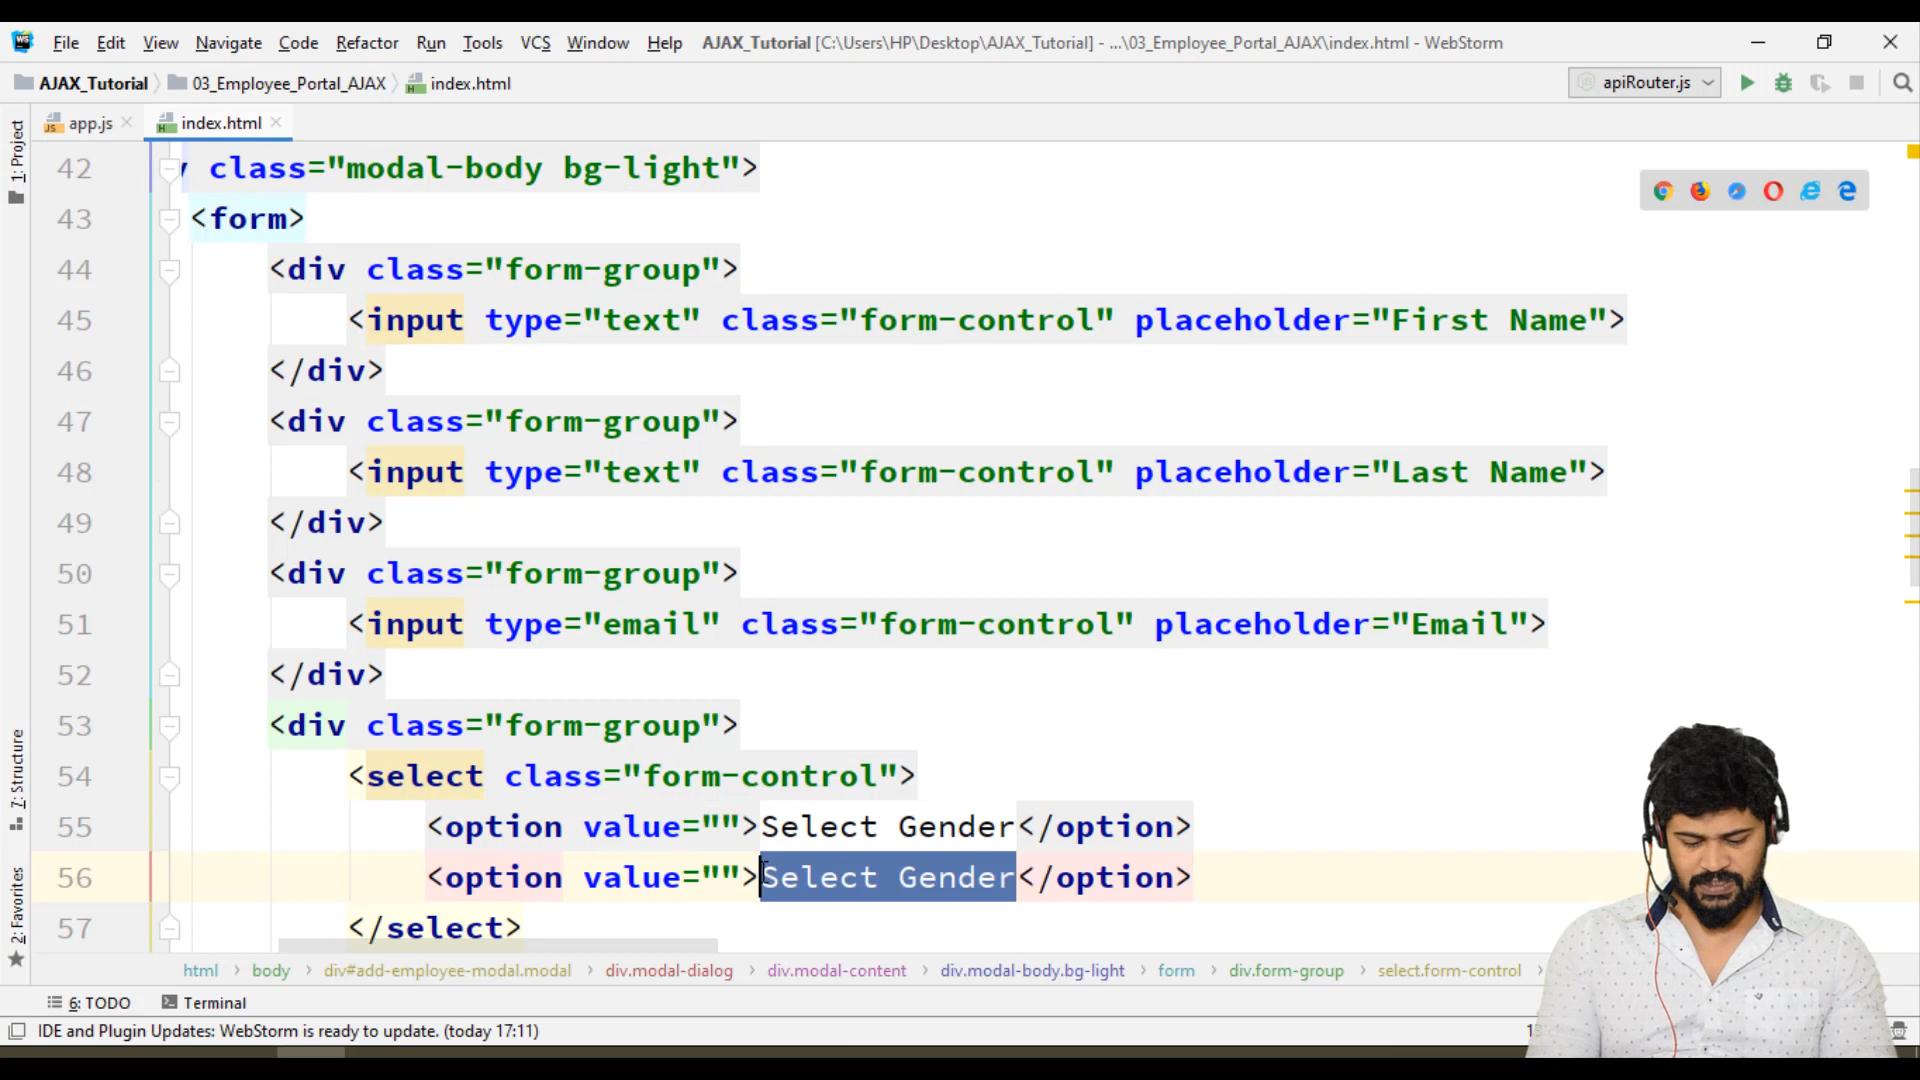 WS File Edit View Navigate Code Refactor Run Tools VCS Window Help AJAX_Tutorial [C:\Users\HP\Desktop\AJAX_Tutorial] - ...\03_Employee_Portal_AJAX\index.html - WebStorm
AJAX_Tutorial 03_Employee_Portal_AJAX index.html apiRouter.js
app.js index.html
1: Project
7: Structure
2: Favorites
42 class="modal-body bg-light">
43 <form>
44 <div class="form-group">
45 <input type="text" class="form-control" placeholder="First Name">
46 </div>
47 <div class="form-group">
48 <input type="text" class="form-control" placeholder="Last Name">
49 </div>
50 <div class="form-group">
51 <input type="email" class="form-control" placeholder="Email">
52 </div>
53 <div class="form-group">
54 <select class="form-control">
55 <option value="">Select Gender</option>
56 <option value="">Select Gender</option>
57 </select>
html body div#add-employee-modal.modal div.modal-dialog div.modal-content div.modal-body.bg-light form div.form-group select.form-control
6: TODO Terminal
IDE and Plugin Updates: WebStorm is ready to update. (today 17:11)